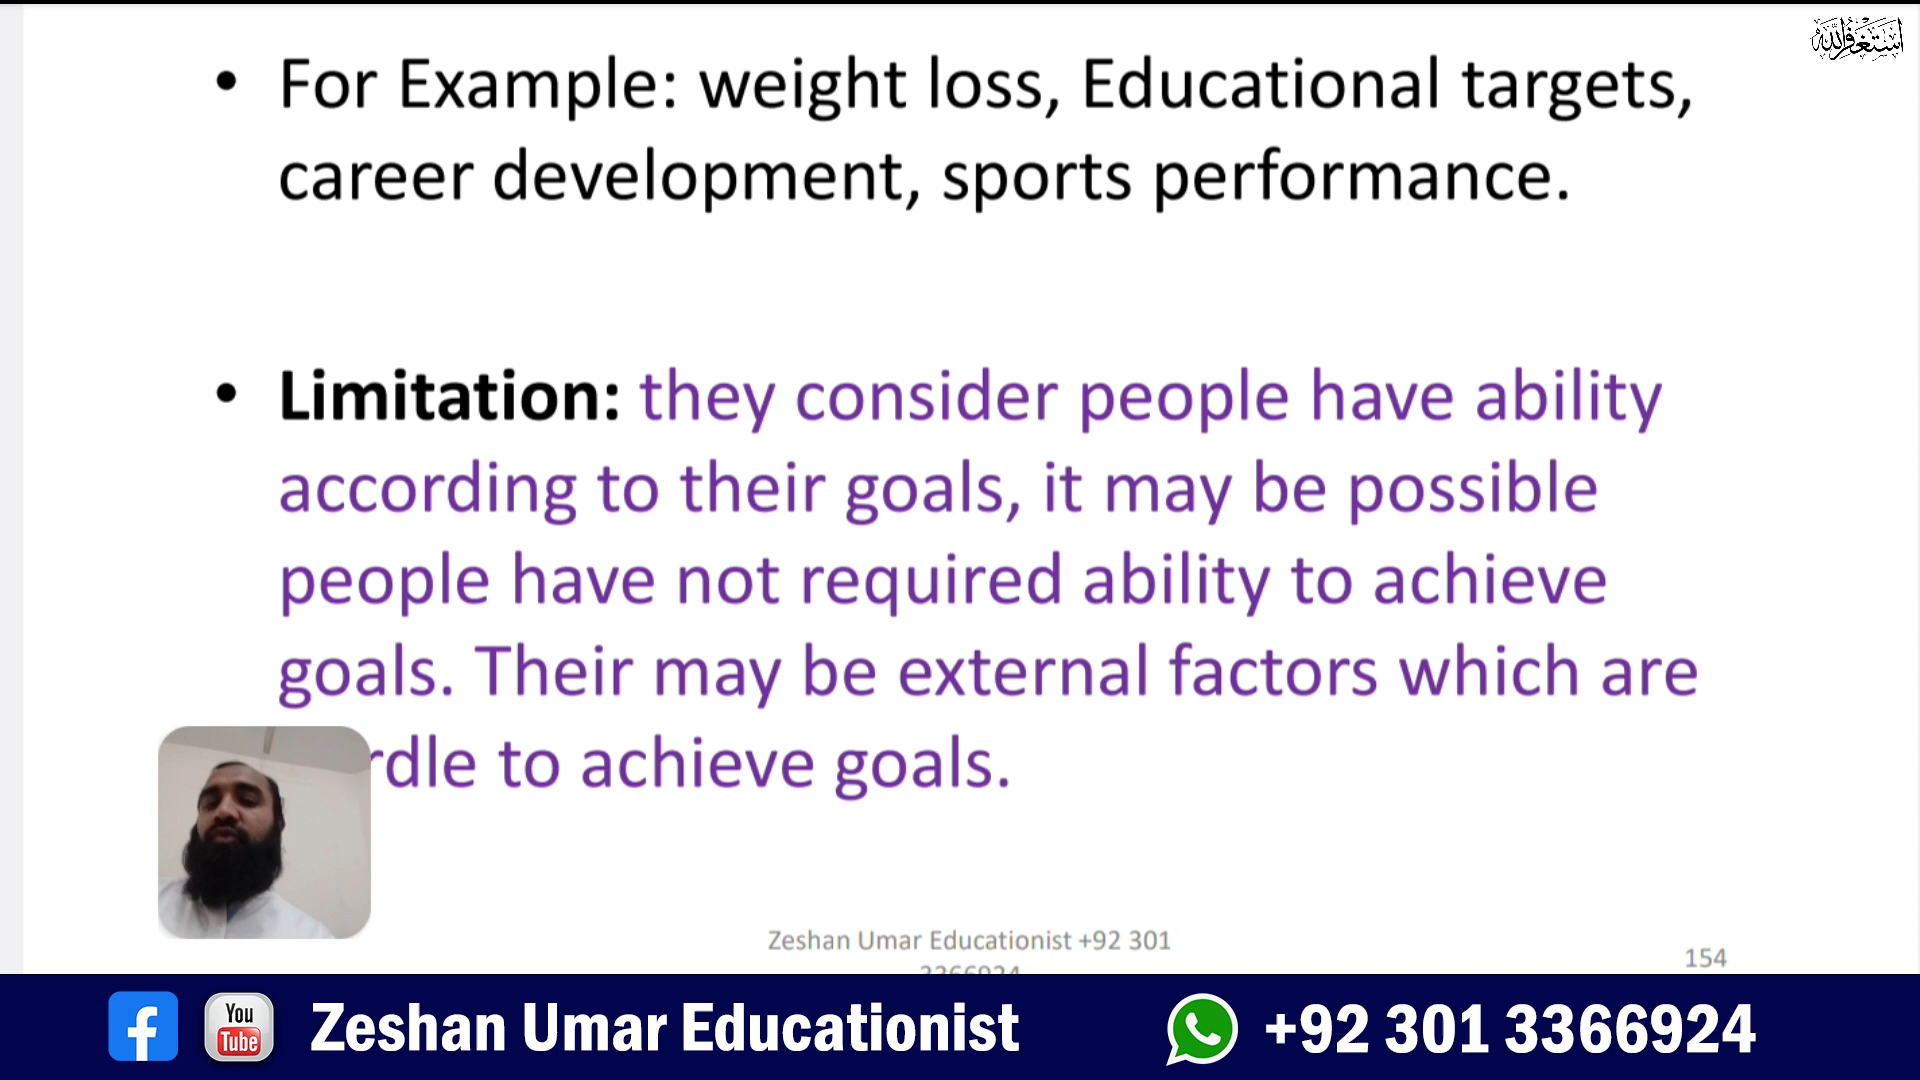 استغفرالله
• For Example: weight loss, Educational targets,
career development, sports performance.
• Limitation: they consider people have ability
according to their goals, it may be possible
people have not required ability to achieve
goals. Their may be external factors which are
to achieve goals.
Zeshan Umar Educationist +92 301
3366924
154
You
Tube
Zeshan Umar Educationist
+92 301 3366924